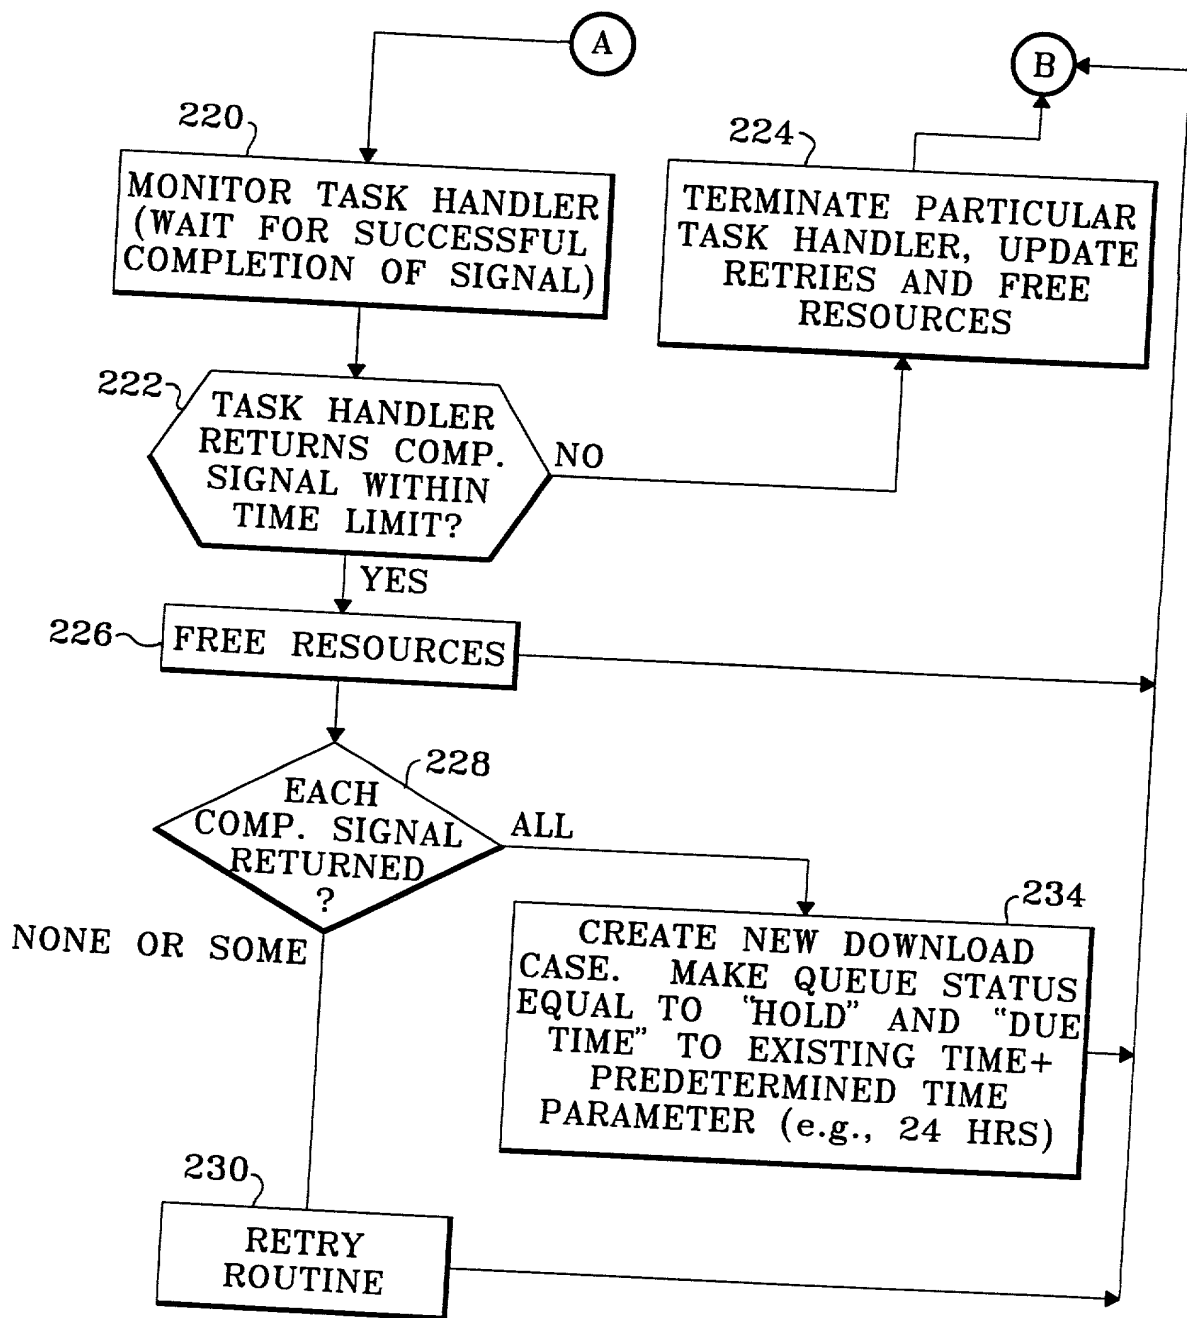 A
B
220
MONITOR TASK HANDLER
(WAIT FOR SUCCESSFUL
COMPLETION OF SIGNAL)
224
TERMINATE PARTICULAR
TASK HANDLER, UPDATE
RETRIES AND FREE
RESOURCES
222
TASK HANDLER
RETURNS COMP.
SIGNAL WITHIN
TIME LIMIT?
NO
YES
226
FREE RESOURCES
228
EACH
COMP. SIGNAL
RETURNED
?
ALL
NONE OR SOME
234
CREATE NEW DOWNLOAD
CASE. MAKE QUEUE STATUS
EQUAL TO "HOLD" AND "DUE
TIME" TO EXISTING TIME+
PREDETERMINED TIME
PARAMETER (e.g., 24 HRS)
230
RETRY
ROUTINE